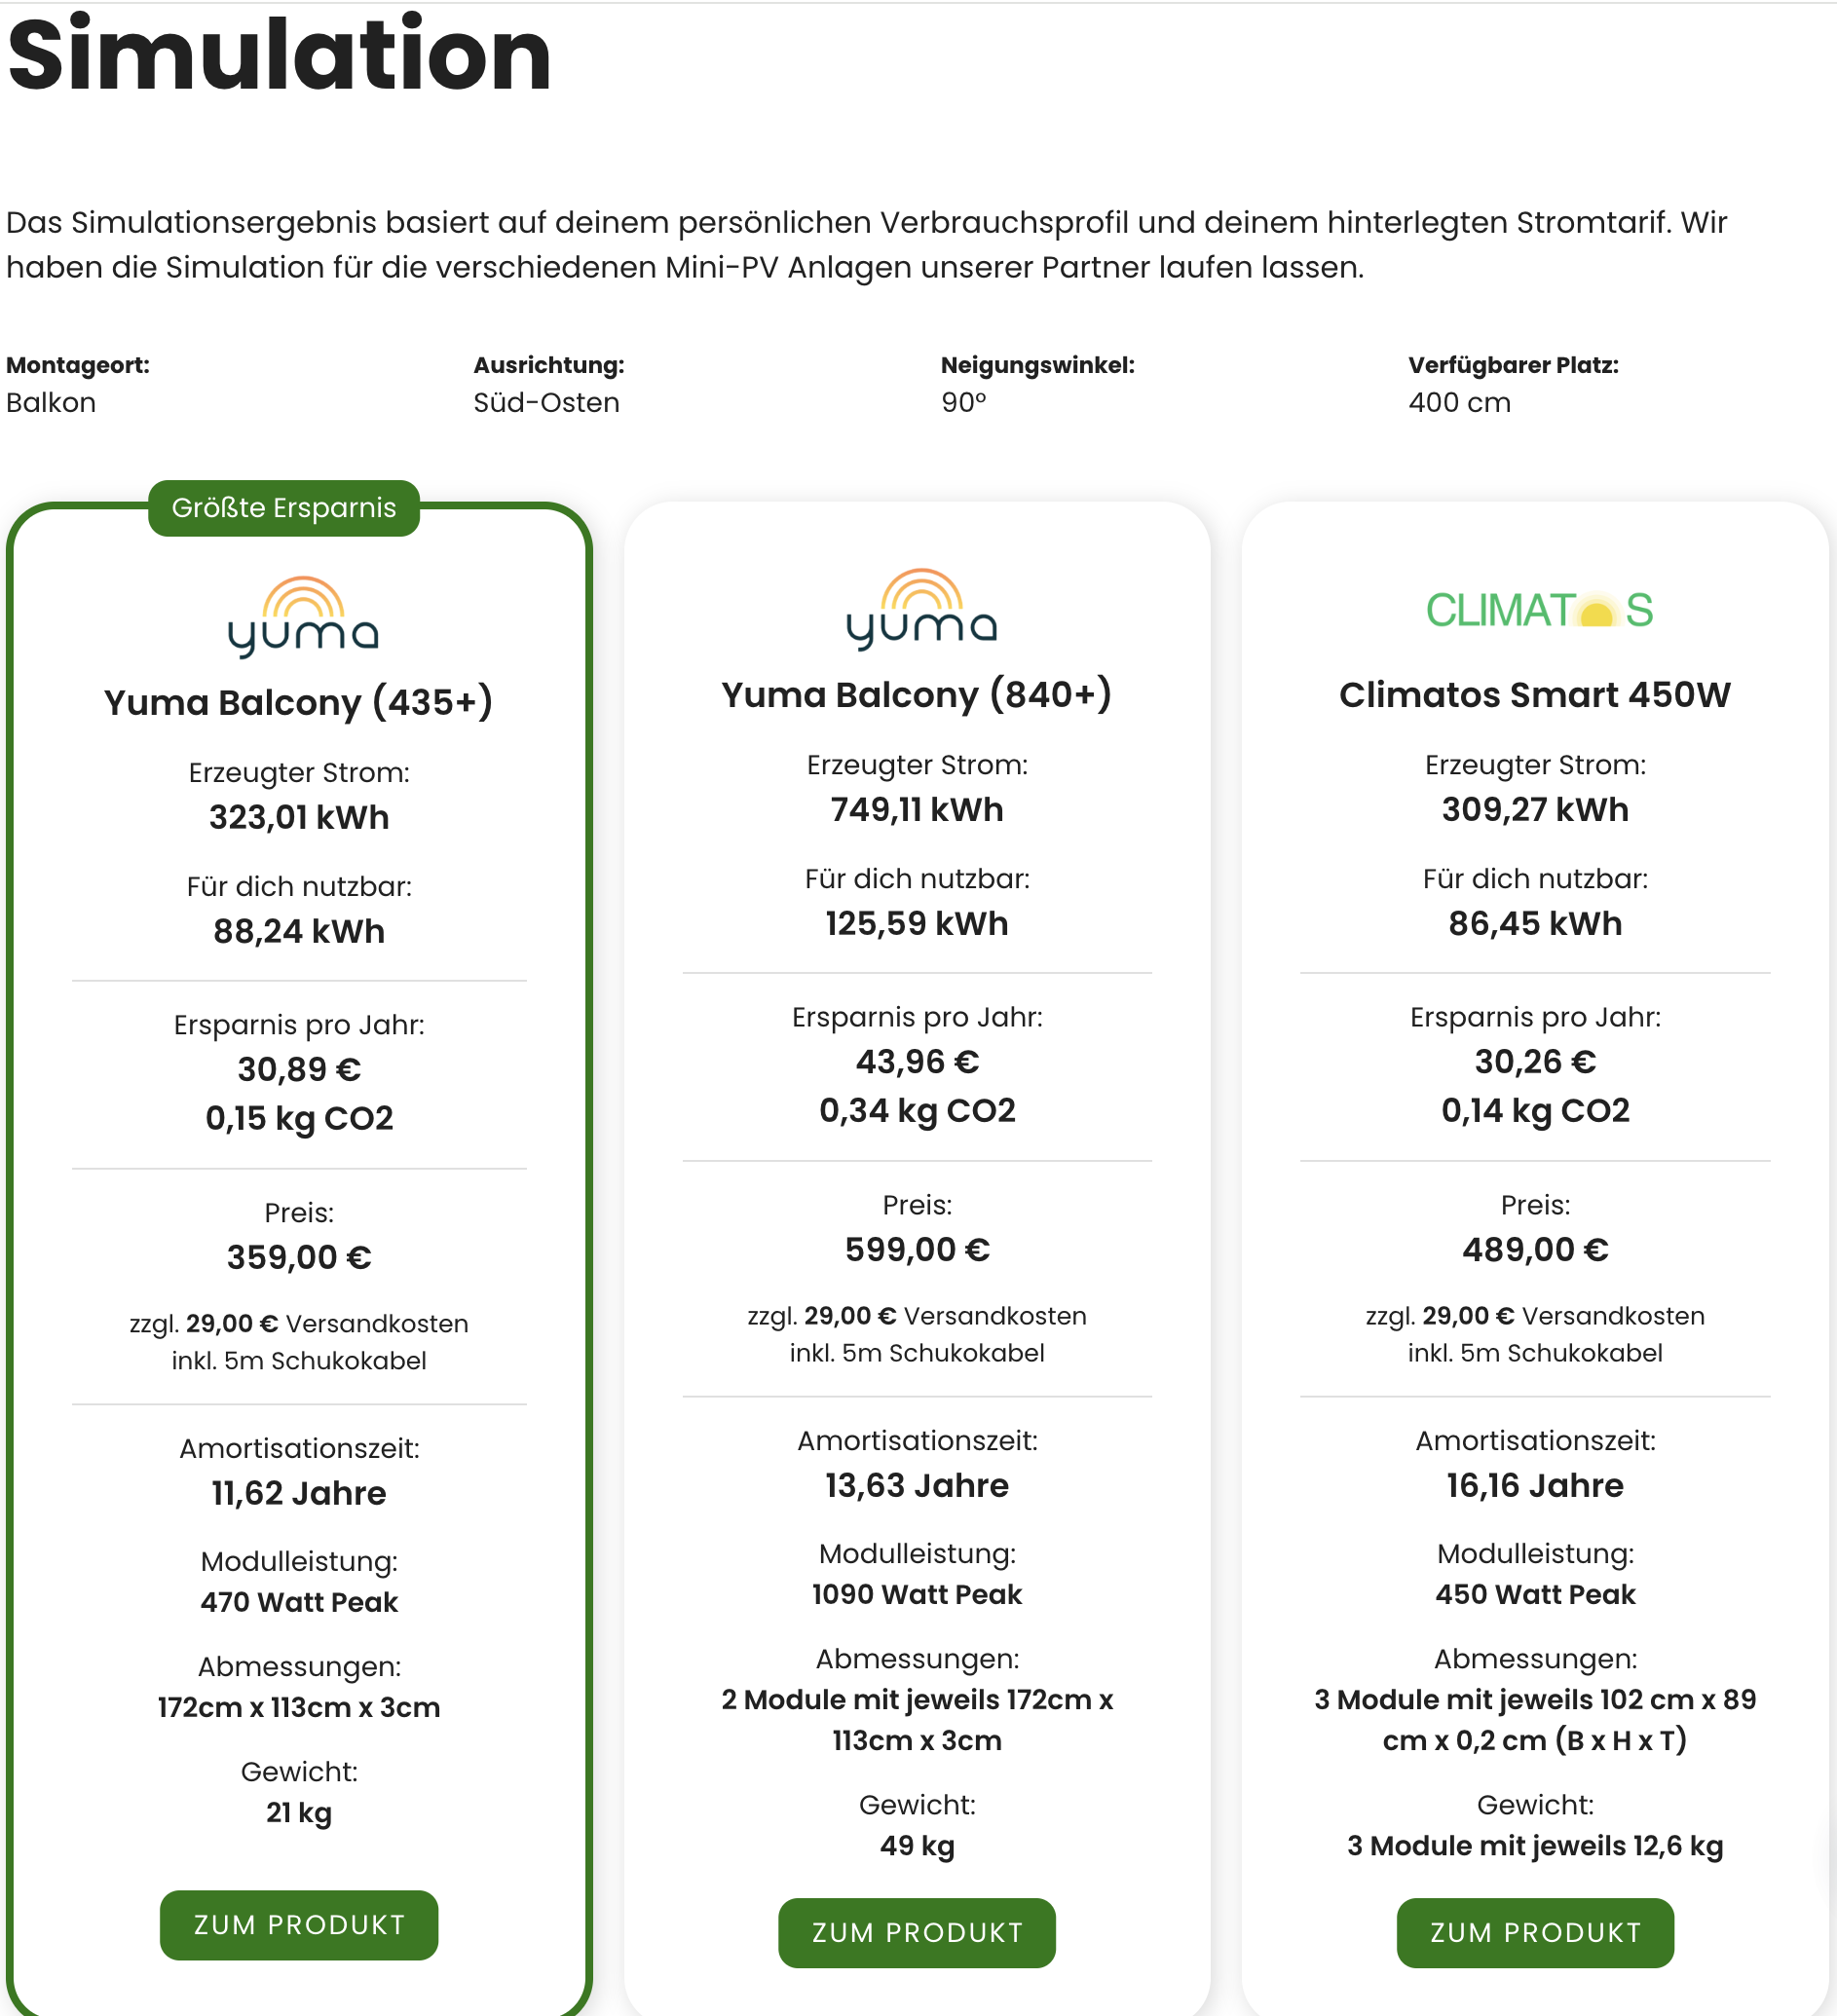 Simulation
Das Simulationsergebnis basiert auf deinem persönlichen Verbrauchsprofil und deinem hinterlegten Stromtarif. Wir
haben die Simulation für die verschiedenen Mini-PV Anlagen unserer Partner laufen lassen.
Montageort:
Balkon
Ausrichtung:
Süd-Osten
Neigungswinkel:
90°
Verfügbarer Platz:
400 cm
Größte Ersparnis
yuma
Yuma Balcony (435+)
Erzeugter Strom:
323,01 kWh
Für dich nutzbar:
88,24 kWh
Ersparnis pro Jahr:
30,89 €
0,15 kg CO2
Preis:
359,00 €
zzgl. 29,00 € Versandkosten
inkl. 5m Schukokabel
Amortisationszeit:
11,62 Jahre
Modulleistung:
470 Watt Peak
Abmessungen:
172cm x 113cm x 3cm
Gewicht:
21 kg
ZUM PRODUKT
yuma
Yuma Balcony (840+)
Erzeugter Strom:
749,11 kWh
Für dich nutzbar:
125,59 kWh
Ersparnis pro Jahr:
43,96 €
0,34 kg CO2
Preis:
599,00 €
zzgl. 29,00 € Versandkosten
inkl. 5m Schukokabel
Amortisationszeit:
13,63 Jahre
Modulleistung:
1090 Watt Peak
Abmessungen:
2 Module mit jeweils 172cm x
113cm x 3cm
Gewicht:
49 kg
ZUM PRODUKT
CLIMATOS
Climatos Smart 450W
Erzeugter Strom:
309,27 kWh
Für dich nutzbar:
86,45 kWh
Ersparnis pro Jahr:
30,26 €
0,14 kg CO2
Preis:
489,00 €
zzgl. 29,00 € Versandkosten
inkl. 5m Schukokabel
Amortisationszeit:
16,16 Jahre
Modulleistung:
450 Watt Peak
Abmessungen:
3 Module mit jeweils 102 cm x 89
cm x 0,2 cm (B x H x T)
Gewicht:
3 Module mit jeweils 12,6 kg
ZUM PRODUKT